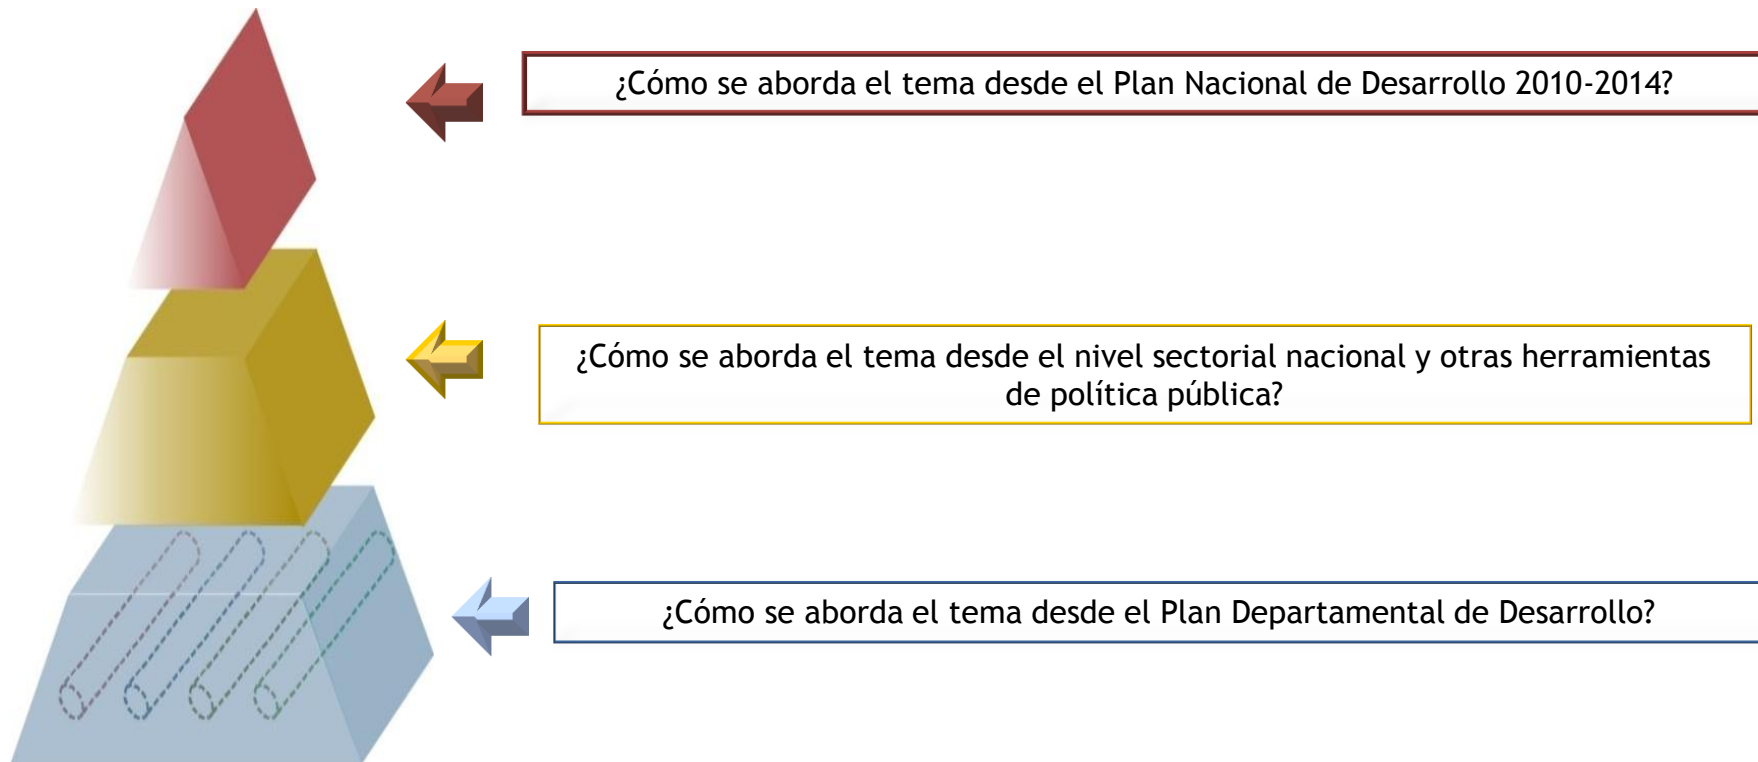 ¿Cómo se aborda el tema desde el Plan Nacional de Desarrollo 2010-2014?
¿Cómo se aborda el tema desde el nivel sectorial nacional y otras herramientas
de política pública?
¿Cómo se aborda el tema desde el Plan Departamental de Desarrollo?